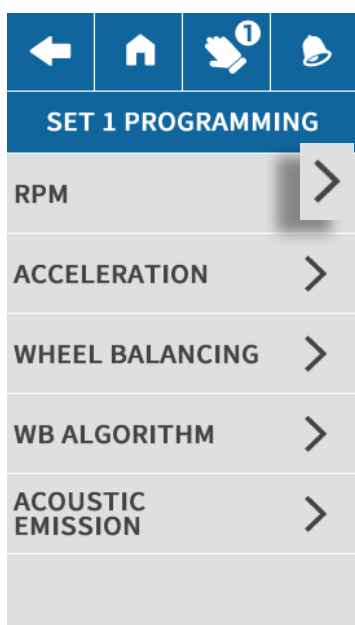 1
SET 1 PROGRAMMING
RPM
ACCELERATION
WHEEL BALANCING
WB ALGORITHM
ACOUSTIC
EMISSION